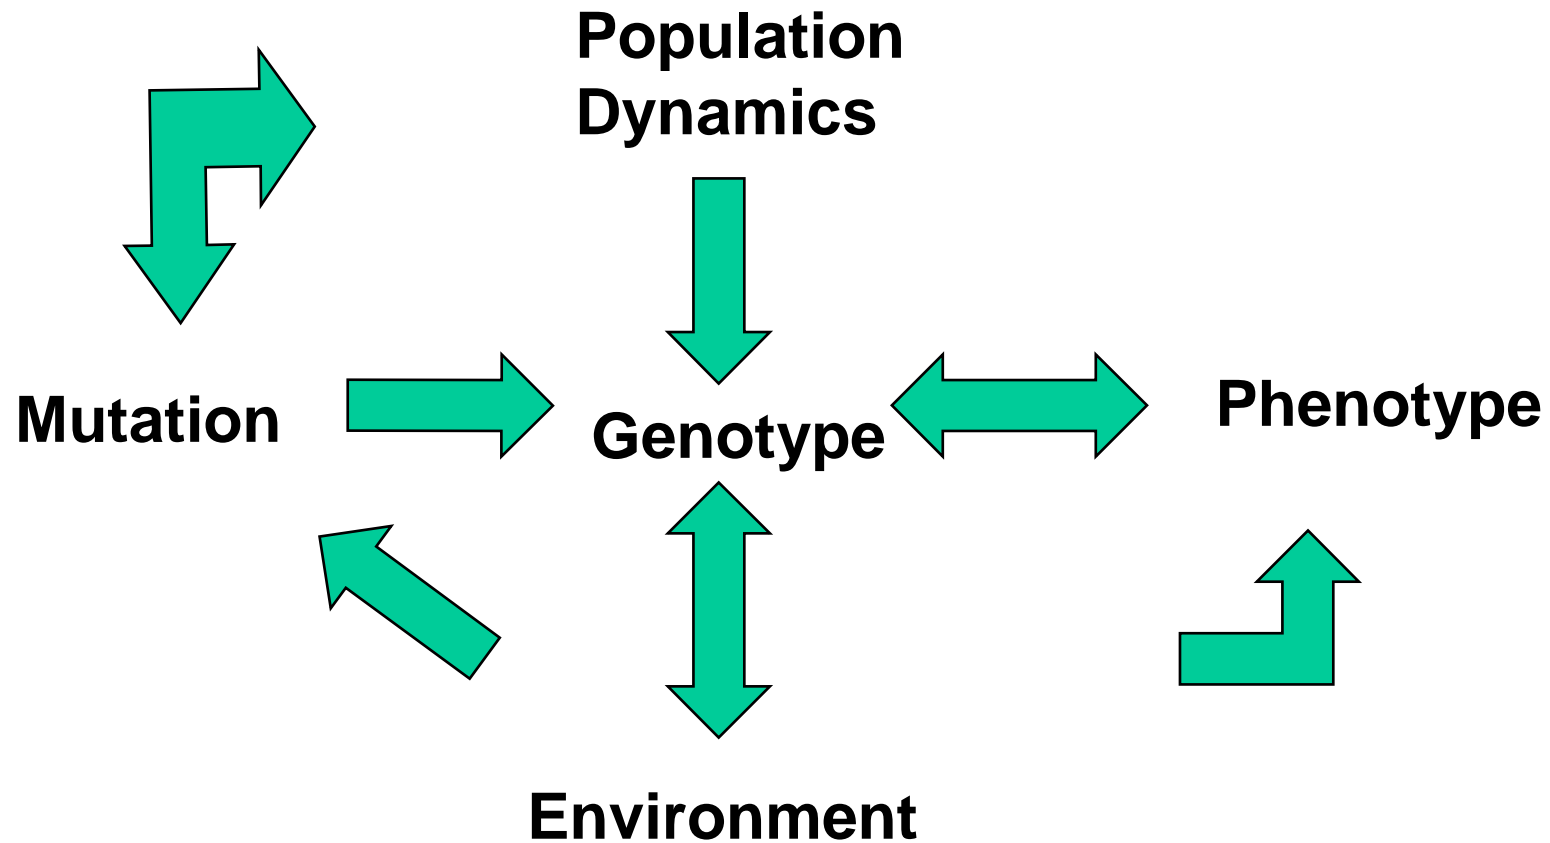 Population
Dynamics
Mutation
Genotype
Phenotype
Environment